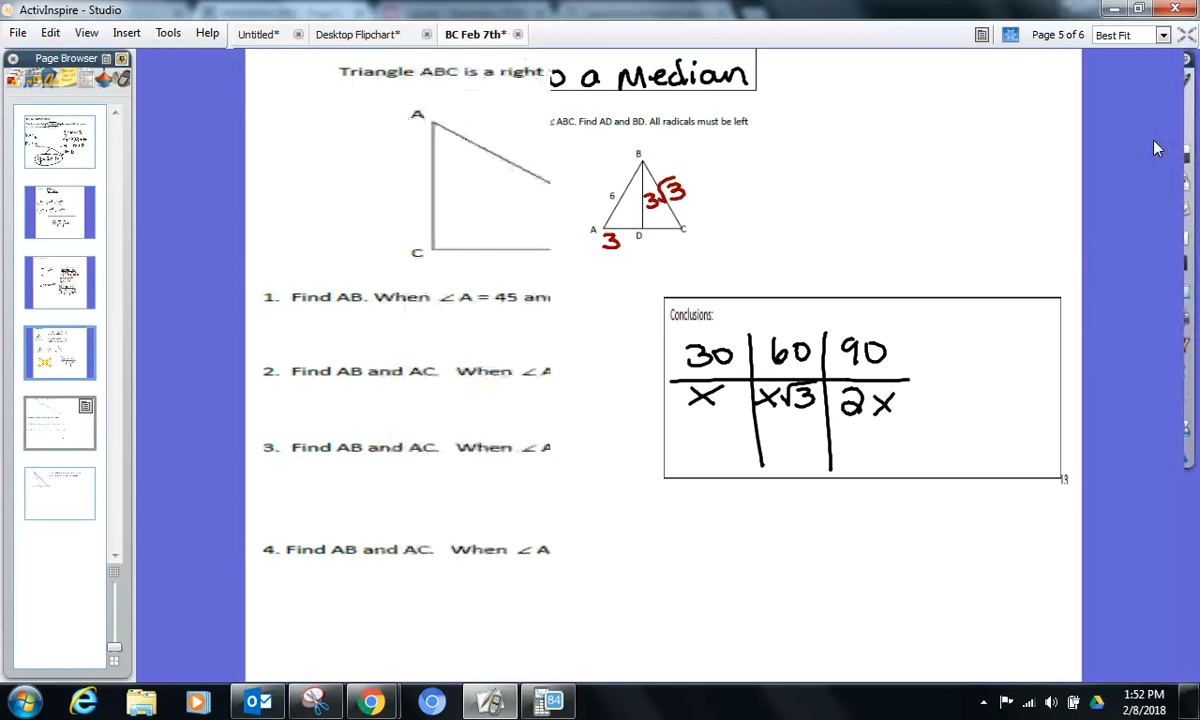 ActivInspire - Studio
File Edit View Insert Tools Help
Untitled* Desktop Flipchart* BC Feb 7th*
Page 5 of 6 Best Fit
Page Browser
Triangle ABC is a right
o a Median
∠ ABC. Find AD and BD. All radicals must be left
A
C
B
6
3√3
A
D
C
3
1. Find AB. When ∠ A = 45 and
2. Find AB and AC. When ∠ A
3. Find AB and AC. When ∠ A
4. Find AB and AC. When ∠ A
Conclusions:
30 60 90
x x√3 2x
13
84
1:52 PM
2/8/2018